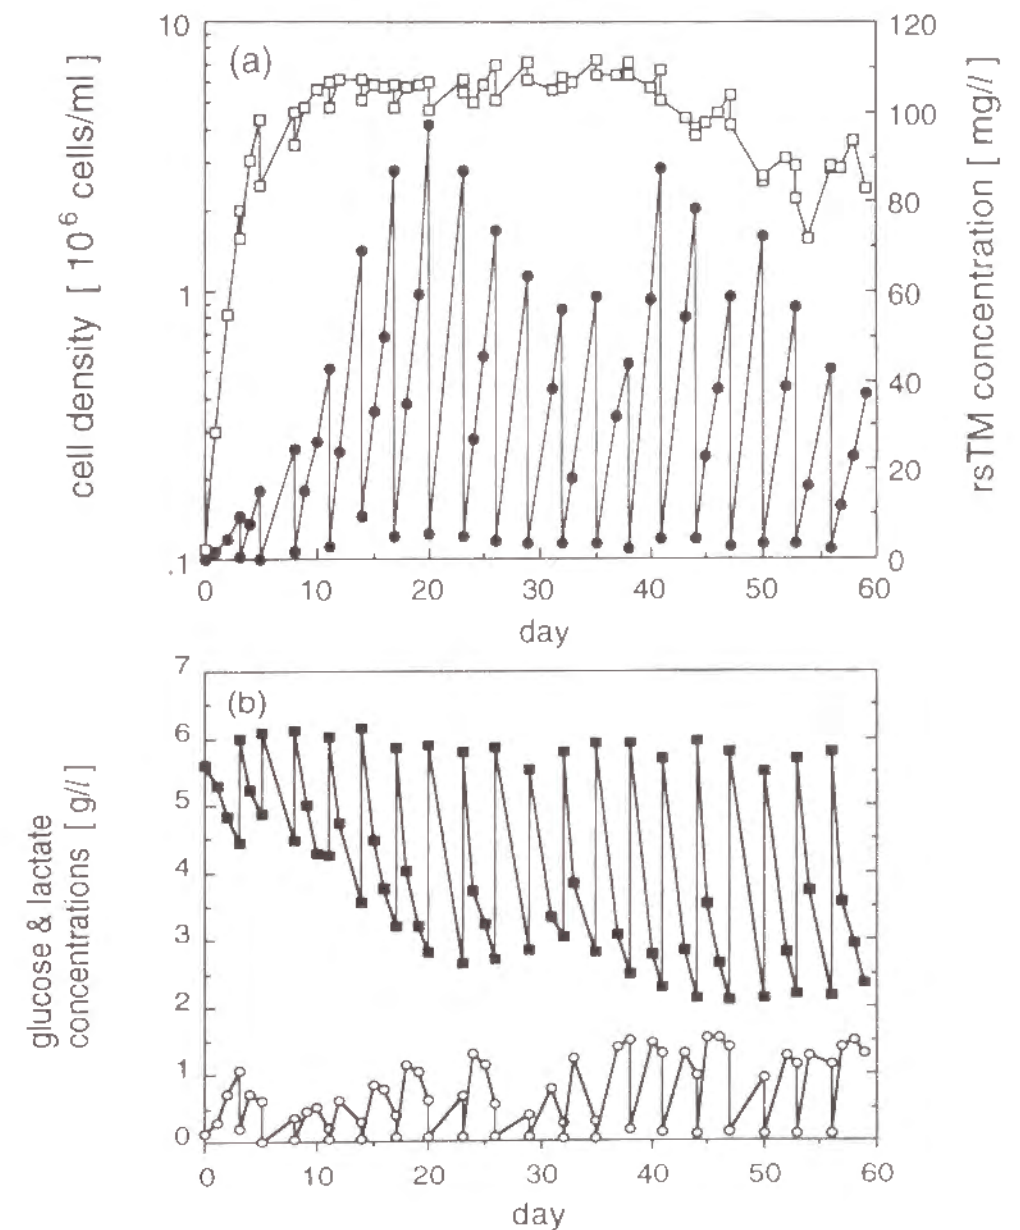 (a)
cell density [ 10⁶ cells/ml ]
rsTM concentration [ mg/l ]
10
1
.1
120
100
80
60
40
20
0
0 10 20 30 40 50 60
day
(b)
glucose & lactate
concentrations [ g/l ]
7
6
5
4
3
2
1
0
0 10 20 30 40 50 60
day